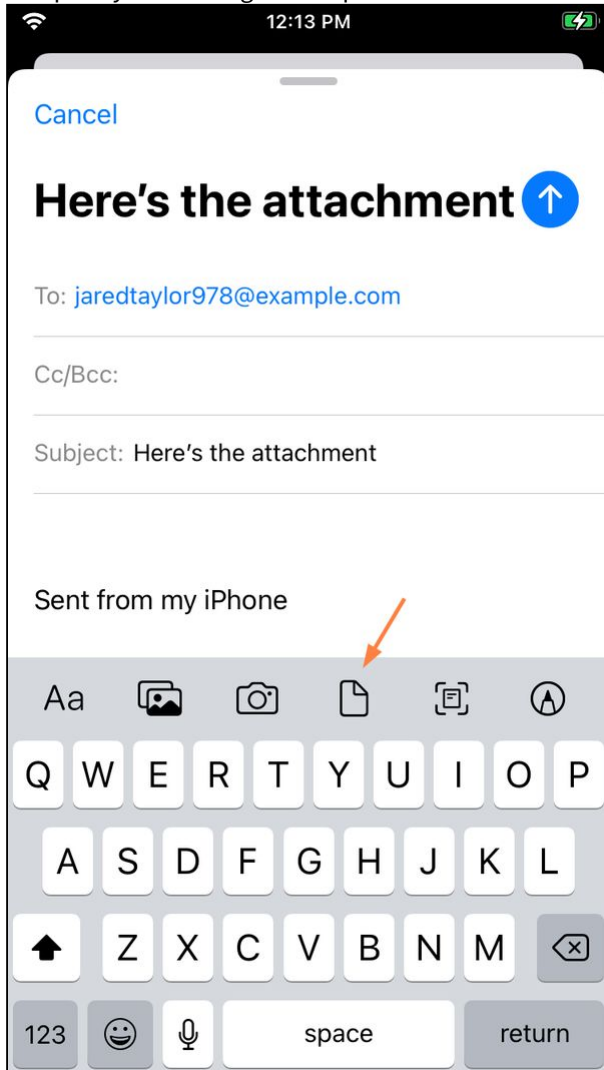 12:13 PM
Cancel
Here’s the attachment
To: jaredtaylor978@example.com
Cc/Bcc:
Subject: Here’s the attachment
Sent from my iPhone
Aa
Q W E R T Y U I O P
A S D F G H J K L
Z X C V B N M
123 space return